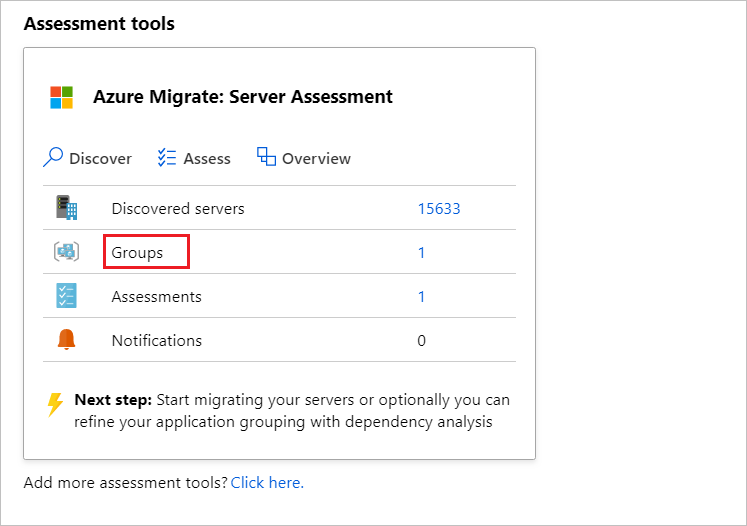 Assessment tools
Azure Migrate: Server Assessment
Discover Assess Overview
Discovered servers 15633
Groups 1
Assessments 1
Notifications 0
Next step: Start migrating your servers or optionally you can
refine your application grouping with dependency analysis
Add more assessment tools? Click here.